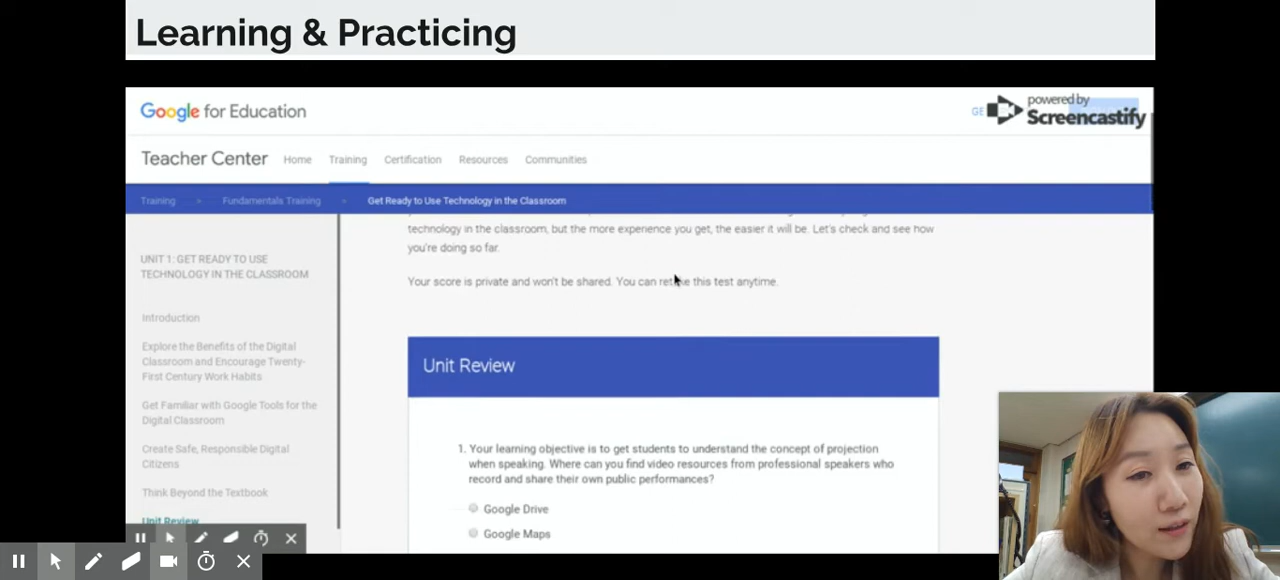 Learning & Practicing
Google for Education
GE
powered by
Screencastify
Teacher Center
Home
Training
Certification
Resources
Communities
Training
>
Fundamentals Training
>
Get Ready to Use Technology in the Classroom
technology in the classroom, but the more experience you get, the easier it will be. Let's check and see how
you're doing so far.
Your score is private and won't be shared. You can retake this test anytime.
UNIT 1: GET READY TO USE
TECHNOLOGY IN THE CLASSROOM
Introduction
Explore the Benefits of the Digital
Classroom and Encourage Twenty-
First Century Work Habits
Get Familiar with Google Tools for the
Digital Classroom
Create Safe, Responsible Digital
Citizens
Think Beyond the Textbook
Unit Review
Unit Review
1. Your learning objective is to get students to understand the concept of projection
when speaking. Where can you find video resources from professional speakers who
record and share their own public performances?
Google Drive
Google Maps